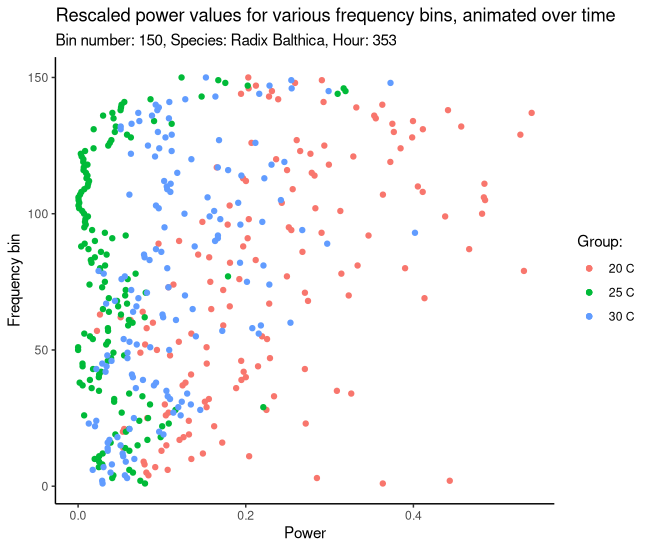 Rescaled power values for various frequency bins, animated over time
Bin number: 150, Species: Radix Balthica, Hour: 353
150
100
50
0
Frequency bin
0.0 0.2 0.4
Power
Group:
20 C
25 C
30 C